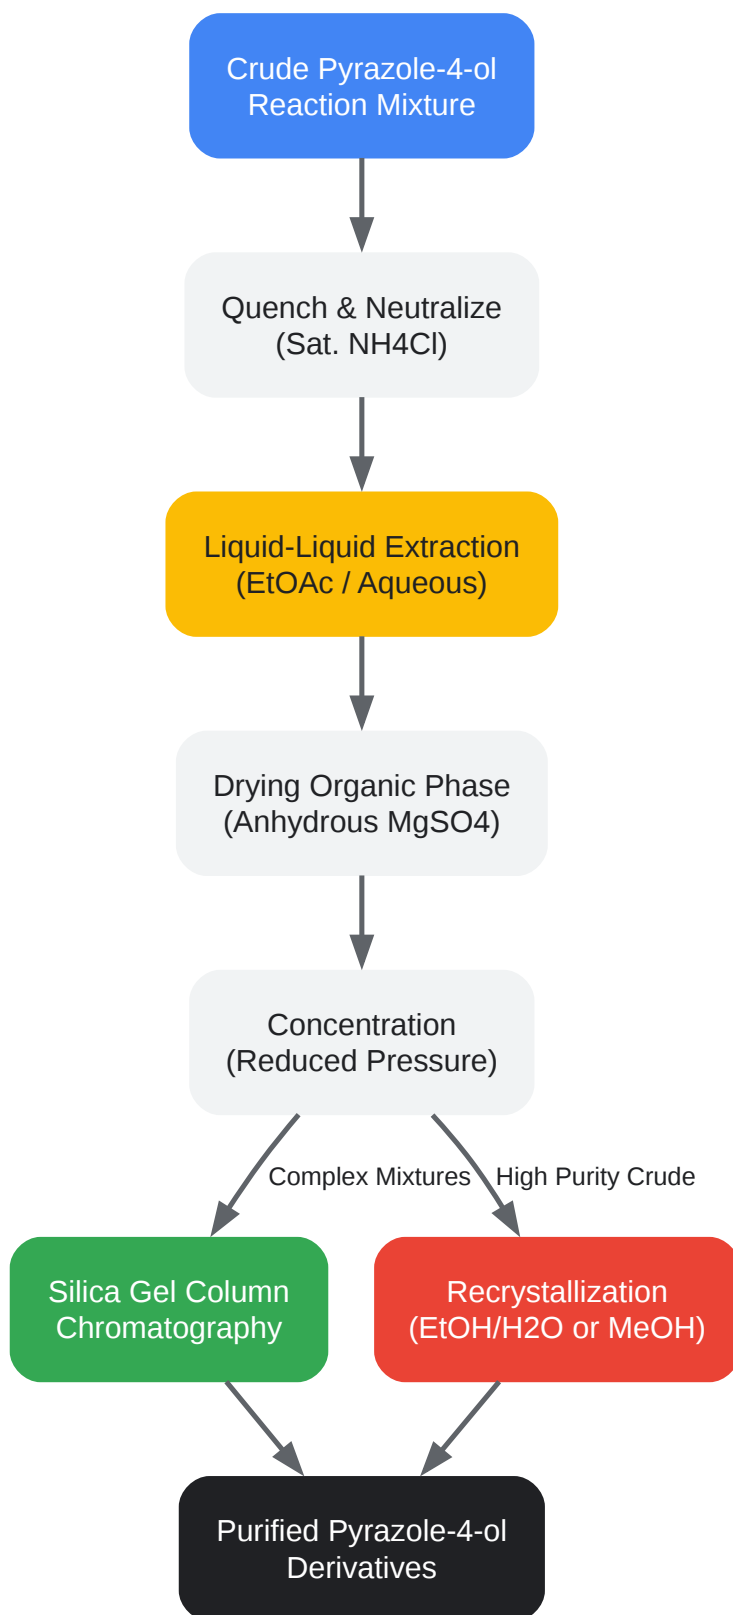 Crude Pyrazole-4-ol
Reaction Mixture
Quench & Neutralize
(Sat. NH4Cl)
Liquid-Liquid Extraction
(EtOAc / Aqueous)
Drying Organic Phase
(Anhydrous MgSO4)
Concentration
(Reduced Pressure)
Complex Mixtures
High Purity Crude
Silica Gel Column
Chromatography
Recrystallization
(EtOH/H2O or MeOH)
Purified Pyrazole-4-ol
Derivatives